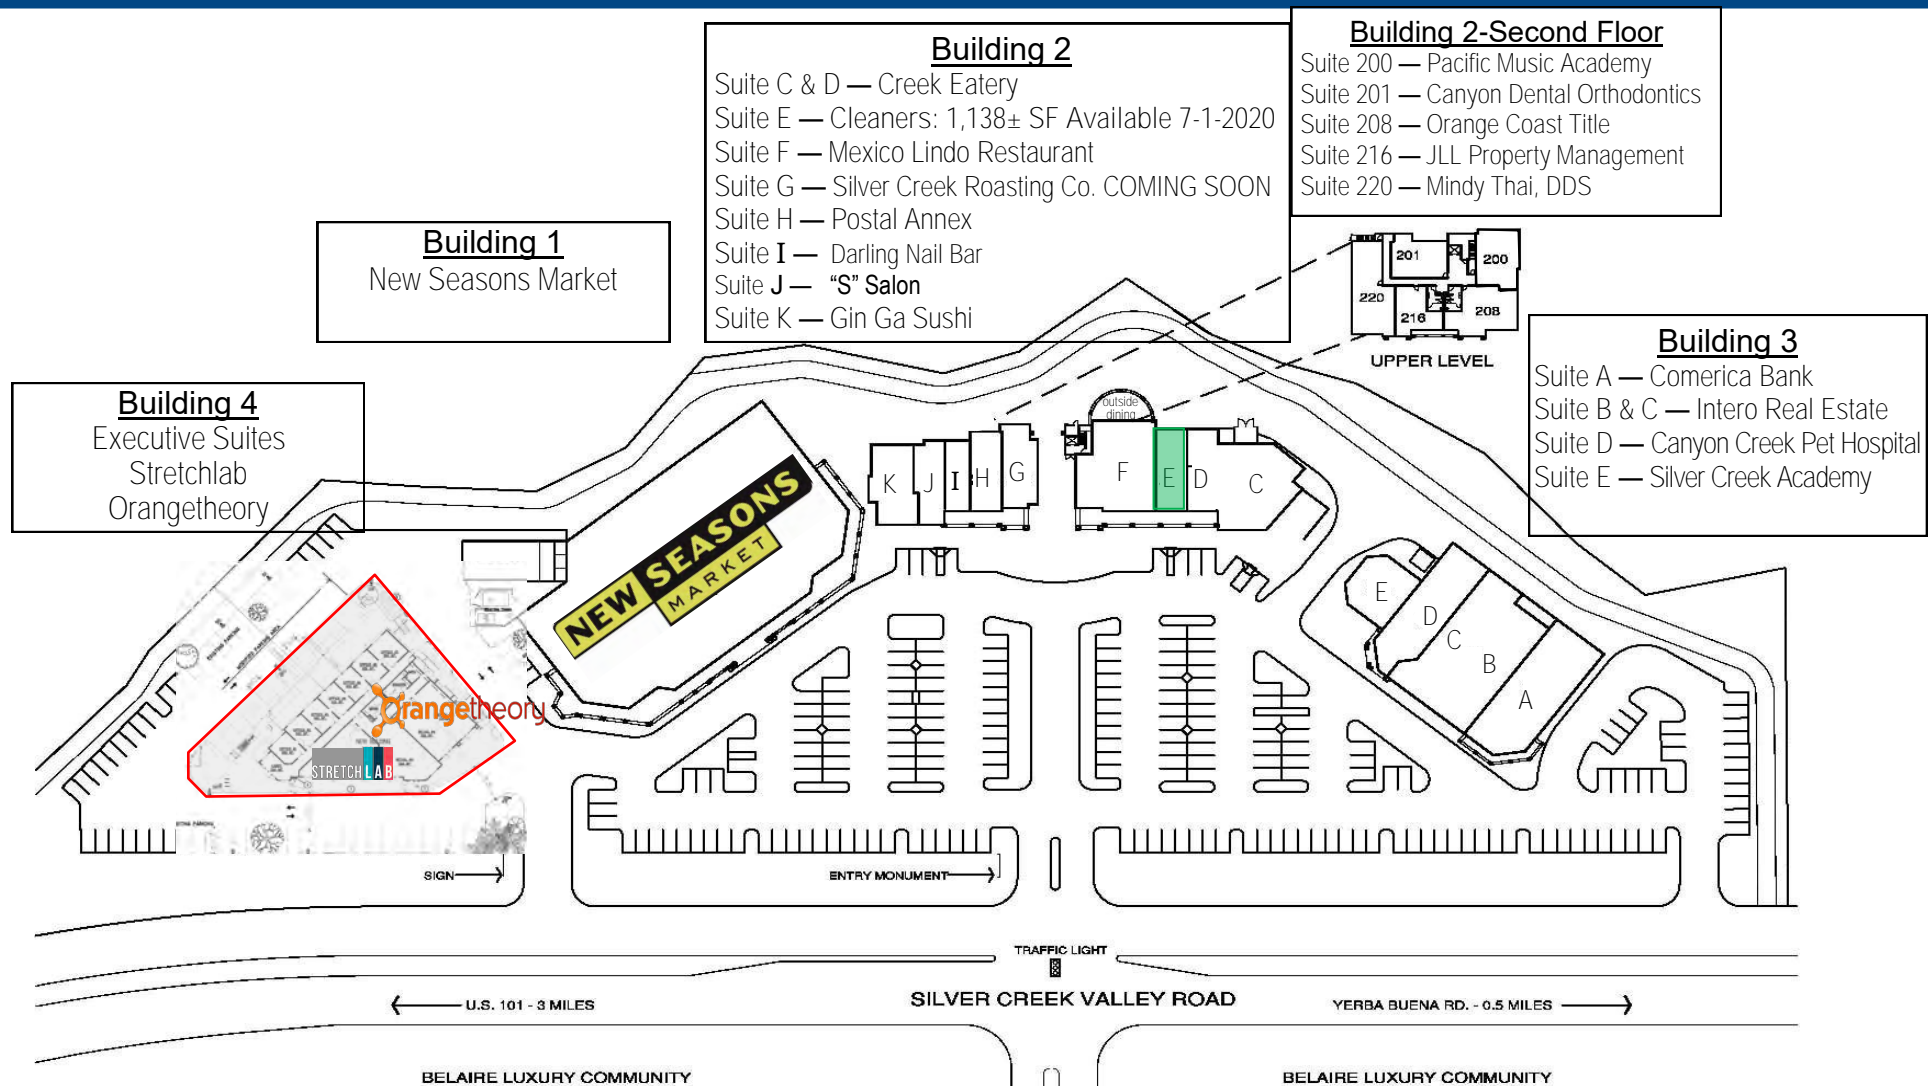 Building 2
Suite C & D — Creek Eatery
Suite E — Cleaners: 1,138± SF Available 7-1-2020
Suite F — Mexico Lindo Restaurant
Suite G — Silver Creek Roasting Co. COMING SOON
Suite H — Postal Annex
Suite I — Darling Nail Bar
Suite J — “S” Salon
Suite K — Gin Ga Sushi
Building 2-Second Floor
Suite 200 — Pacific Music Academy
Suite 201 — Canyon Dental Orthodontics
Suite 208 — Orange Coast Title
Suite 216 — JLL Property Management
Suite 220 — Mindy Thai, DDS
Building 1
New Seasons Market
201
200
220
216
208
UPPER LEVEL
Building 3
Suite A — Comerica Bank
Suite B & C — Intero Real Estate
Suite D — Canyon Creek Pet Hospital
Suite E — Silver Creek Academy
Building 4
Executive Suites
Stretchlab
Orangetheory
outside
dining
K
J
I
H
G
F
E
D
C
NEW SEASONS
MARKET
E
D
C
B
A
Orangetheory
STRETCH LAB
SIGN
ENTRY MONUMENT
TRAFFIC LIGHT
U.S. 101 - 3 MILES
SILVER CREEK VALLEY ROAD
YERBA BUENA RD. - 0.5 MILES
BELAIRE LUXURY COMMUNITY
BELAIRE LUXURY COMMUNITY